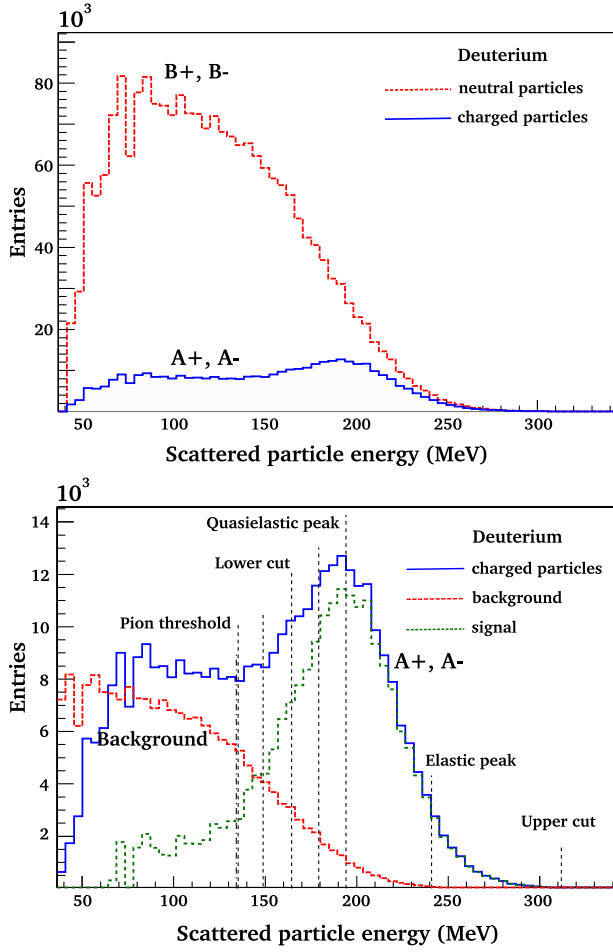 10³
Deuterium
B+, B-
neutral particles
charged particles
80
60
40
20
A+, A-
Entries
50 100 150 200 250 300
Scattered particle energy (MeV)
10³
Quasielastic peak
Deuterium
14
Lower cut
charged particles
12
background
Pion threshold
signal
10
A+, A-
8
Background
6
Elastic peak
4
Upper cut
2
Entries
50 100 150 200 250 300
Scattered particle energy (MeV)